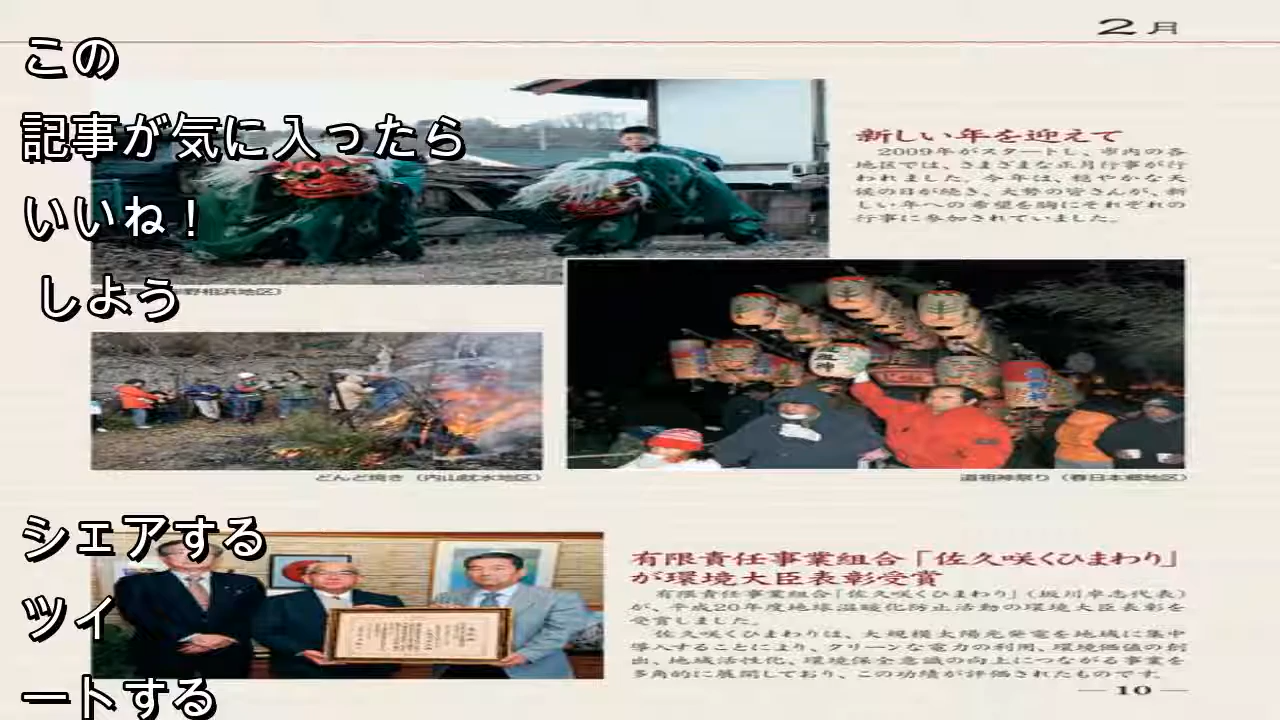 2月
この
記事が気に入ったら
いいね！
しよう
新しい年を迎えて
2009年がスタートし、市内の各
地区では、さまざまな正月行事が行
われました。今年は、穏やかな天
候の日が続き、大勢の皆さんが、新
しい年への希望を胸にそれぞれの
行事に参加されていました。
野相浜地区）
どんど焼き（内山肬水地区）
道祖神祭り（春日本郷地区）
シェアする
ツイ
ートする
有限責任事業組合「佐久咲くひまわり」
が環境大臣表彰受賞
有限責任事業組合「佐久咲くひまわり」（坂川卓志代表）
が、平成20年度地球温暖化防止活動の環境大臣表彰を
受賞しました。
佐久咲くひまわりは、大規模太陽光発電を地域に集中
導入することにより、クリーンな電力の利用、環境価値の創
出、地域活性化、環境保全意識の向上につながる事業を
多角的に展開しており、この功績が評価されたものです。
— 10 —